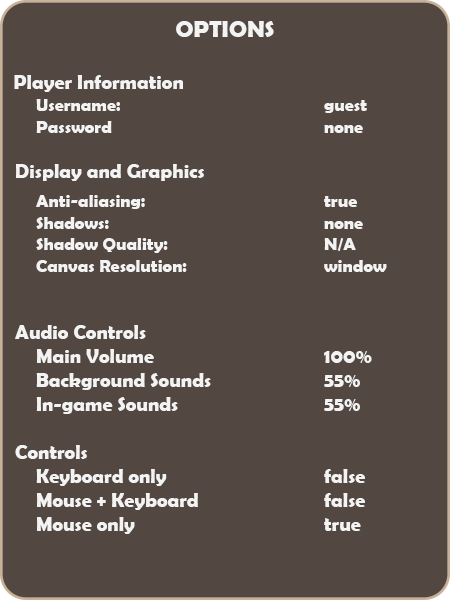 OPTIONS
Player Information
Username: guest
Password none
Display and Graphics
Anti-aliasing: true
Shadows: none
Shadow Quality: N/A
Canvas Resolution: window
Audio Controls
Main Volume 100%
Background Sounds 55%
In-game Sounds 55%
Controls
Keyboard only false
Mouse + Keyboard false
Mouse only true